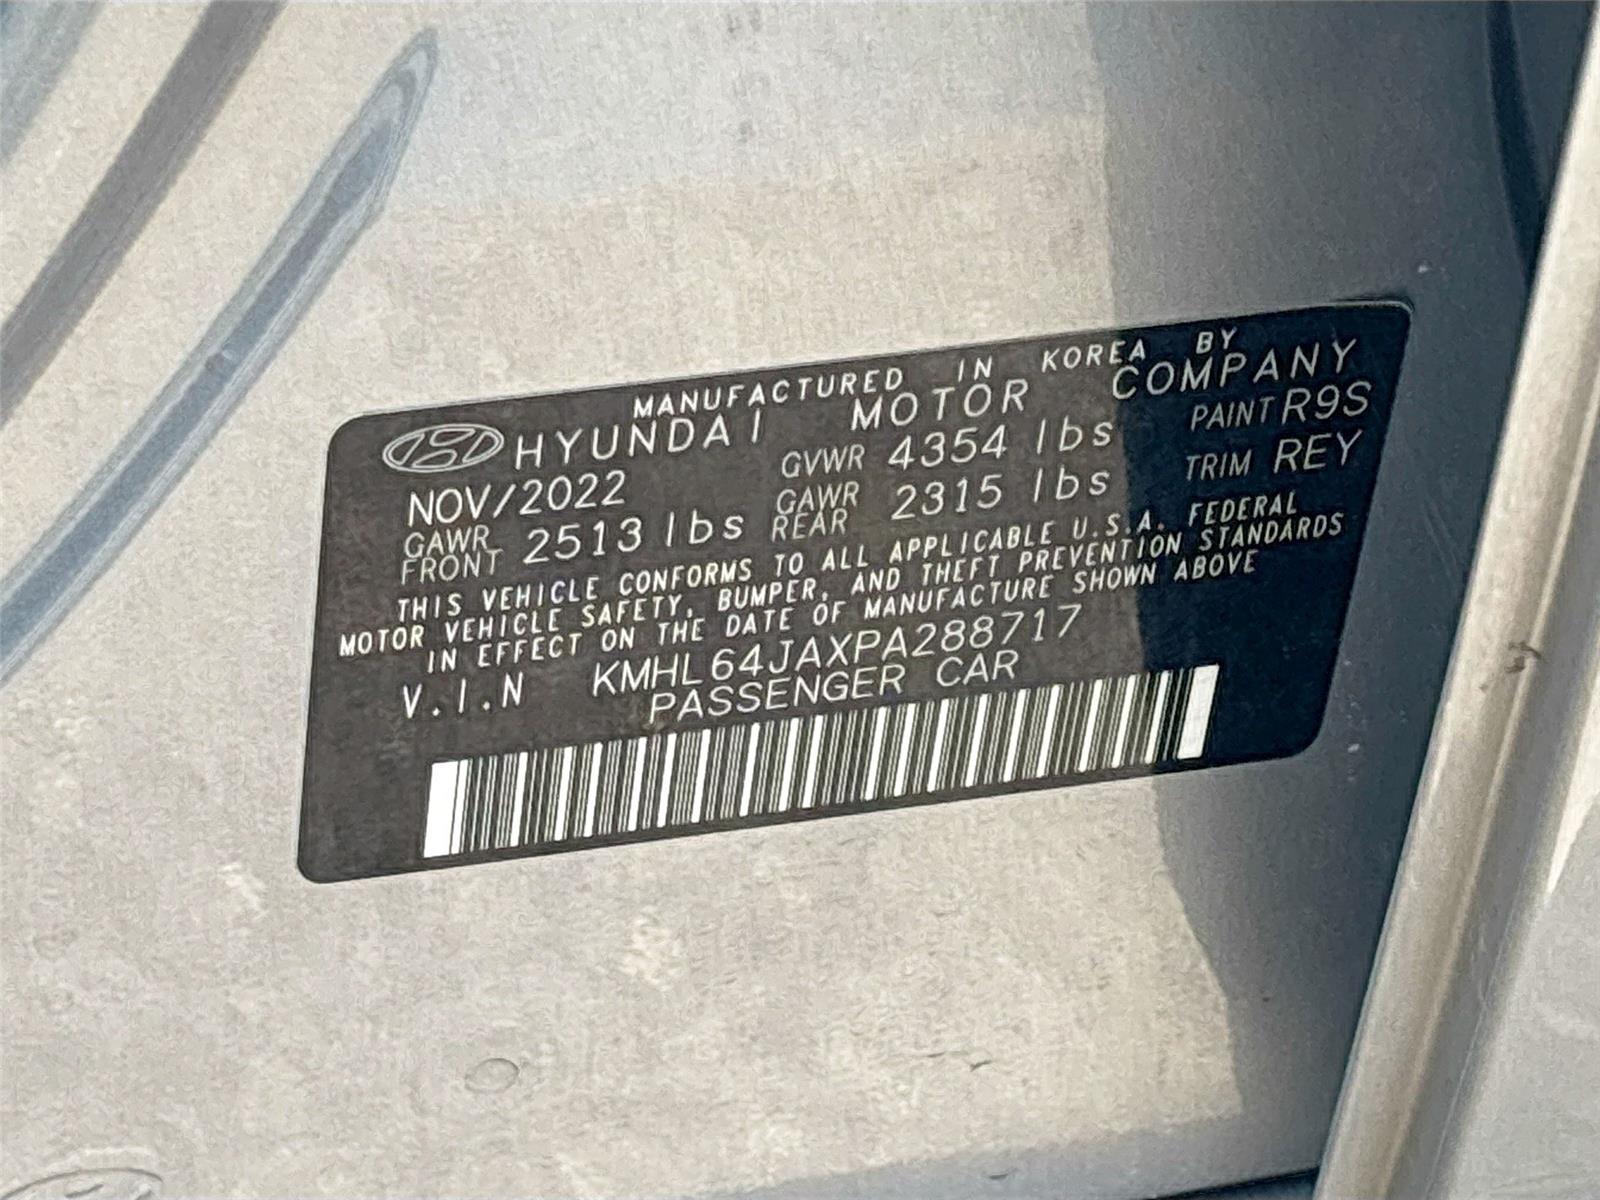 MANUFACTURED IN KOREA BY
HYUNDAI MOTOR COMPANY
NOV/2022 GVWR 4354 lbs PAINT R9S
GAWR FRONT 2513 lbs GAWR REAR 2315 lbs TRIM REY
THIS VEHICLE CONFORMS TO ALL APPLICABLE U.S.A. FEDERAL
MOTOR VEHICLE SAFETY, BUMPER, AND THEFT PREVENTION STANDARDS
IN EFFECT ON THE DATE OF MANUFACTURE SHOWN ABOVE
V.I.N KMHL64JAXPA288717
PASSENGER CAR